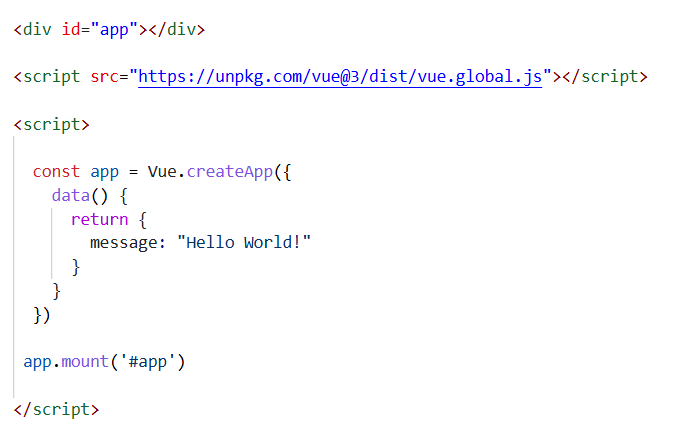 <div id="app"></div>
<script src="https://unpkg.com/vue@3/dist/vue.global.js"></script>
<script>
const app = Vue.createApp({
data() {
return {
message: "Hello World!"
}
}
})
app.mount('#app')
</script>